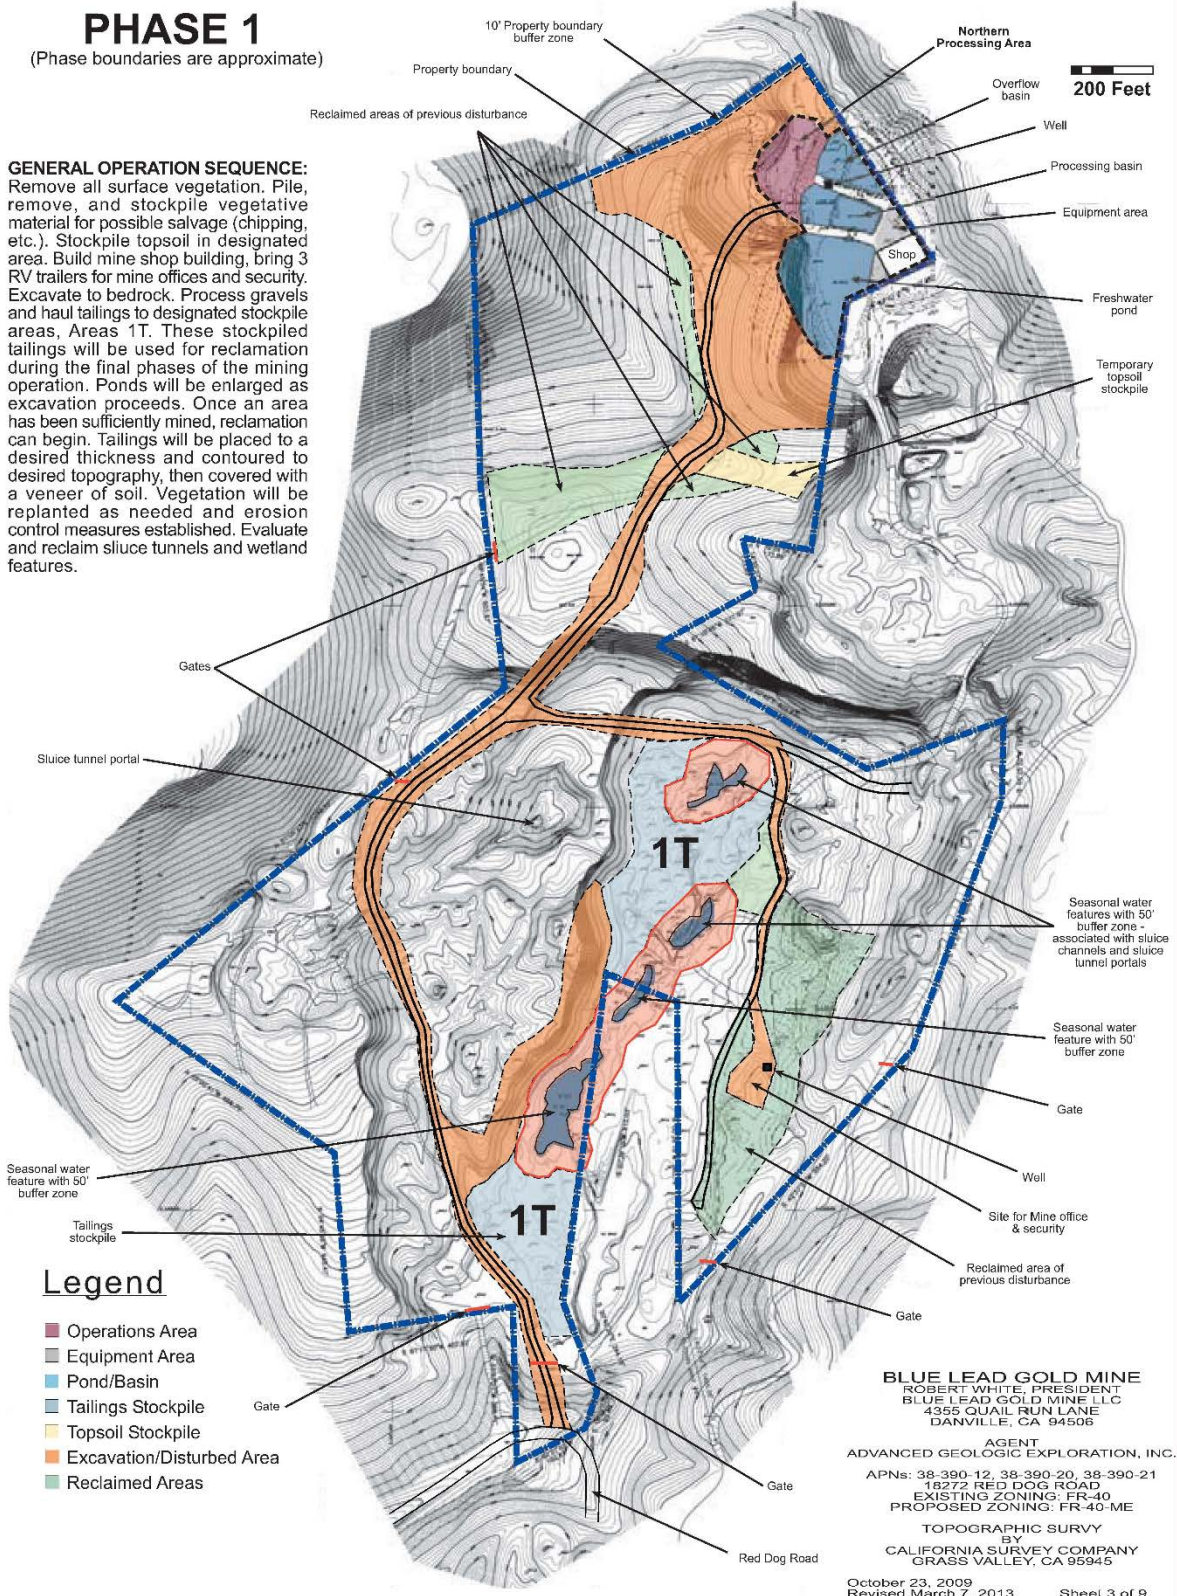 PHASE 1
(Phase boundaries are approximate)
10' Property boundary
buffer zone
Northern
Processing Area
Property boundary
200 Feet
Overflow
basin
Reclaimed areas of previous disturbance
Well
Processing basin
Equipment area
Shop
Freshwater
pond
Temporary
topsoil
stockpile
GENERAL OPERATION SEQUENCE:
Remove all surface vegetation. Pile,
remove, and stockpile vegetative
material for possible salvage (chipping,
etc.). Stockpile topsoil in designated
area. Build mine shop building, bring 3
RV trailers for mine offices and security.
Excavate to bedrock. Process gravels
and haul tailings to designated stockpile
areas, Areas 1T. These stockpiled
tailings will be used for reclamation
during the final phases of the mining
operation. Ponds will be enlarged as
excavation proceeds. Once an area
has been sufficiently mined, reclamation
can begin. Tailings will be placed to a
desired thickness and contoured to
desired topography, then covered with
a veneer of soil. Vegetation will be
replanted as needed and erosion
control measures established. Evaluate
and reclaim sliuce tunnels and wetland
features.
Gates
Sluice tunnel portal
1T
Seasonal water
features with 50'
buffer zone -
associated with sluice
channels and sluice
tunnel portals
Seasonal water
feature with 50'
buffer zone
Gate
Well
Seasonal water
feature with 50'
buffer zone
1T
Site for Mine office
& security
Tailings
stockpile
Reclaimed area of
previous disturbance
Gate
Legend
Operations Area
Equipment Area
Pond/Basin
Tailings Stockpile
Topsoil Stockpile
Excavation/Disturbed Area
Reclaimed Areas
Gate
Gate
Red Dog Road
BLUE LEAD GOLD MINE
ROBERT WHITE, PRESIDENT
BLUE LEAD GOLD MINE LLC
4355 QUAIL RUN LANE
DANVILLE, CA 94506
AGENT
ADVANCED GEOLOGIC EXPLORATION, INC.
APNs: 38-390-12, 38-390-20, 38-390-21
18272 RED DOG ROAD
EXISTING ZONING: FR-40
PROPOSED ZONING: FR-40-ME
TOPOGRAPHIC SURVY
BY
CALIFORNIA SURVEY COMPANY
GRASS VALLEY, CA 95945
October 23, 2009
Revised March 7, 2013 Sheet 3 of 9